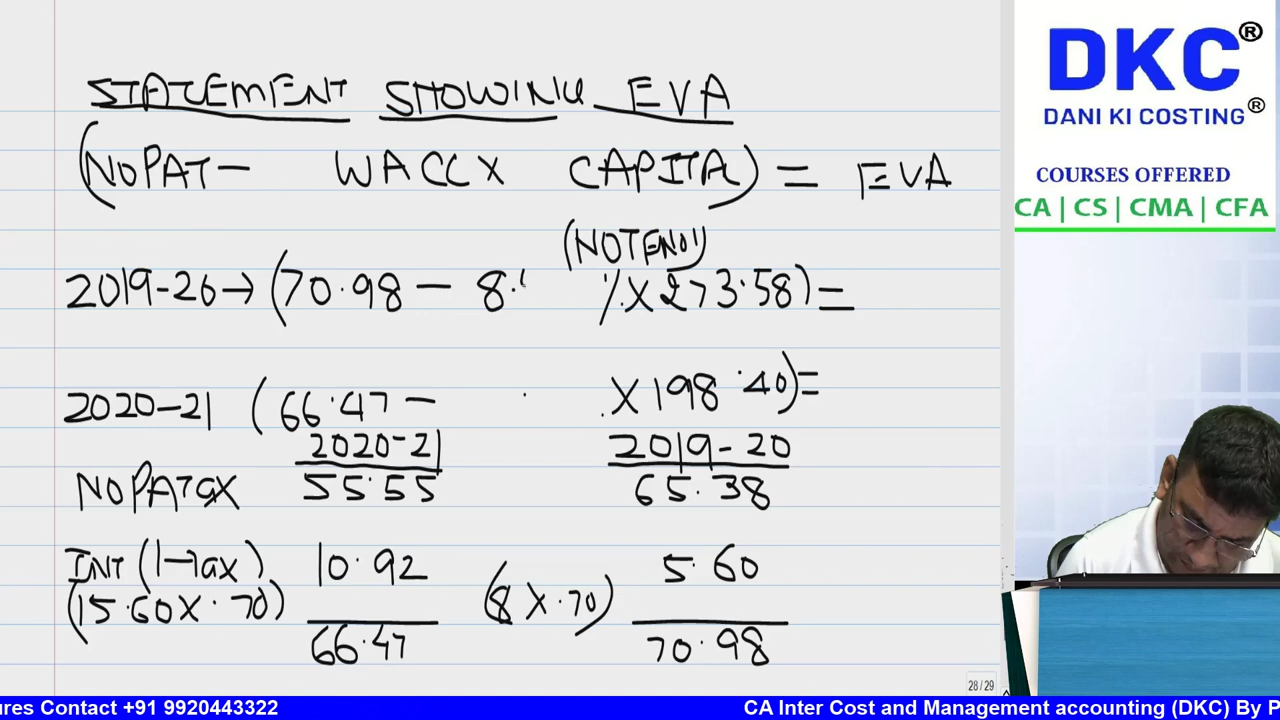 STATEMENT SHOWING EVA
(NOPAT - WACC X CAPITAL) = EVA
(NOTE NO 1)
2019-20 → (70.98 - 8. % X 273.58) =
2020-21 (66.47 - X 198.40) =
2020-21 2019-20
NOPATax 55.55 65.38
INT (1-Tax) 10.92 5.60
(15.60 X .70) (8 X .70)
66.47 70.98
28 / 29
DKC®
DANI KI COSTING®
COURSES OFFERED
CA | CS | CMA | CFA
ures Contact +91 9920443322 CA Inter Cost and Management accounting (DKC) By P